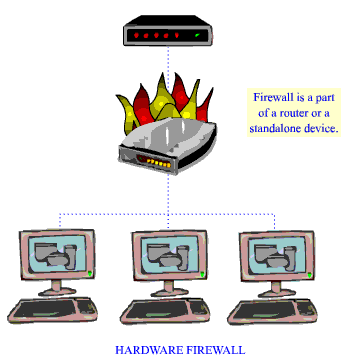 Firewall is a part
of a router or a
standalone device.
HARDWARE FIREWALL